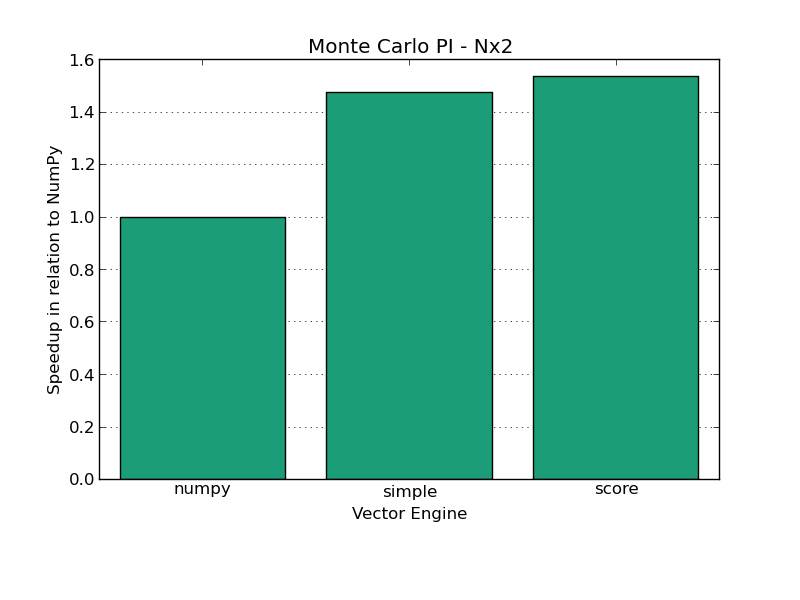 Monte Carlo PI - Nx2
Speedup in relation to NumPy
1.6
1.4
1.2
1.0
0.8
0.6
0.4
0.2
0.0
numpy simple score
Vector Engine